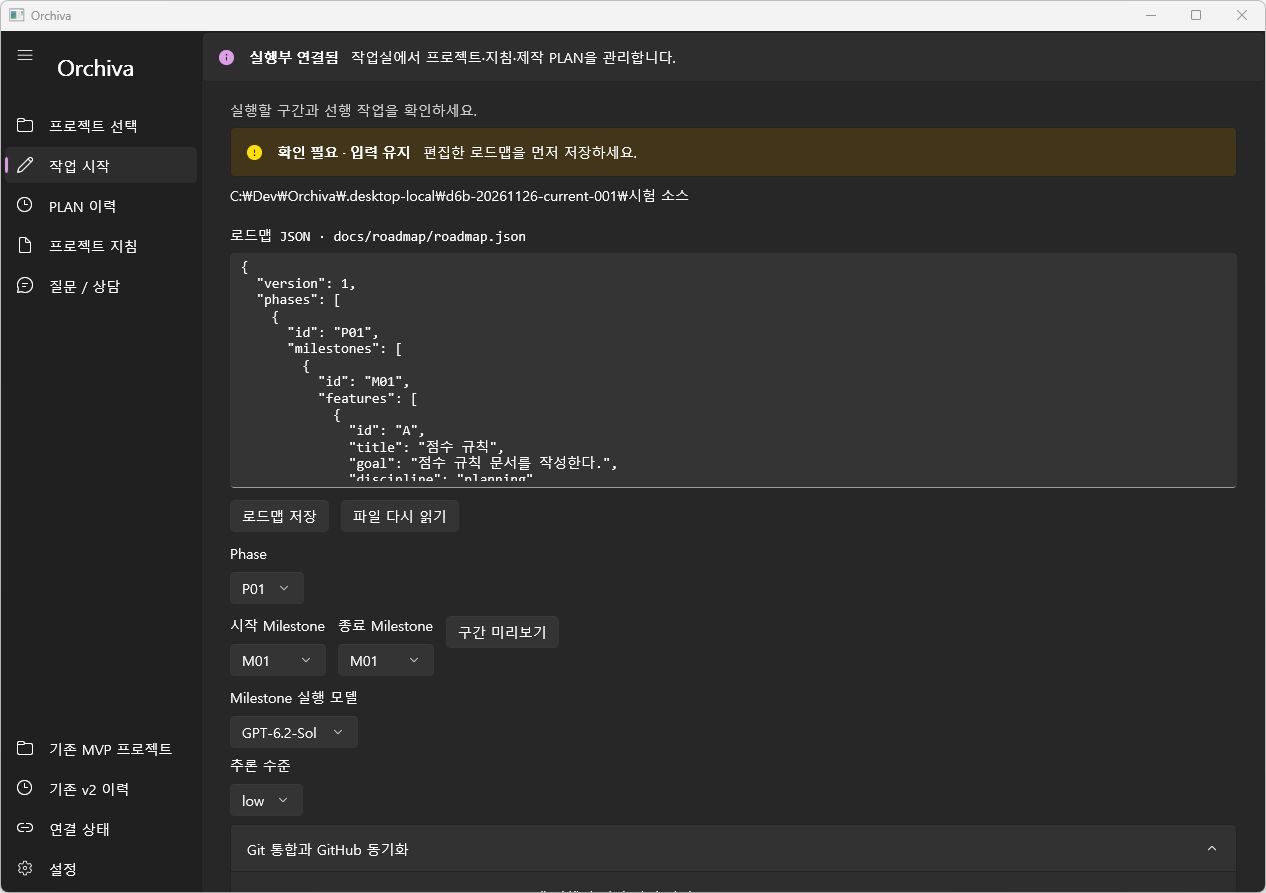 Orchiva
Orchiva
프로젝트 선택
작업 시작
PLAN 이력
프로젝트 지침
질문 / 상담
기존 MVP 프로젝트
기존 v2 이력
연결 상태
설정
실행부 연결됨 작업실에서 프로젝트·지침·제작 PLAN을 관리합니다.
실행할 구간과 선행 작업을 확인하세요.
확인 필요 · 입력 유지 편집한 로드맵을 먼저 저장하세요.
C:₩Dev₩Orchiva₩.desktop-local₩d6b-20261126-current-001₩시험 소스
로드맵 JSON · docs/roadmap/roadmap.json
{
"version": 1,
"phases": [
{
"id": "P01",
"milestones": [
{
"id": "M01",
"features": [
{
"id": "A",
"title": "점수 규칙",
"goal": "점수 규칙 문서를 작성한다.",
"discipline": "planning"
로드맵 저장 파일 다시 읽기
Phase
P01
시작 Milestone 종료 Milestone 구간 미리보기
M01 M01
Milestone 실행 모델
GPT-6.2-Sol
추론 수준
low
Git 통합과 GitHub 동기화